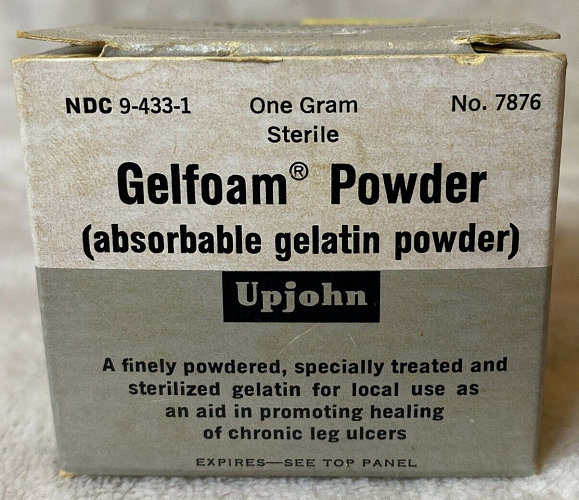 NDC 9-433-1 One Gram No. 7876
Sterile
Gelfoam® Powder
(absorbable gelatin powder)
Upjohn
A finely powdered, specially treated and
sterilized gelatin for local use as
an aid in promoting healing
of chronic leg ulcers
EXPIRES—SEE TOP PANEL